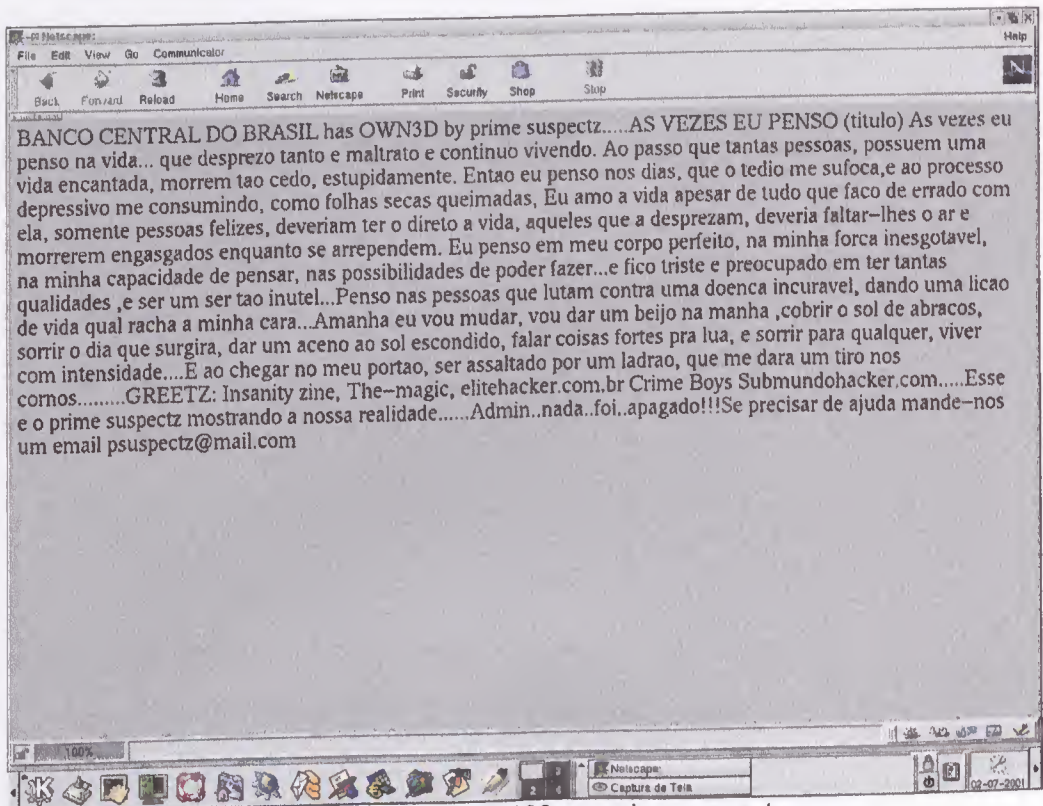 Netscape:
Help
File Edit View Go Communicator
Back Forward Reload Home Search Netscape Print Security Shop Stop
N
BANCO CENTRAL DO BRASIL has OWN3D by prime suspectz.....AS VEZES EU PENSO (titulo) As vezes eu
penso na vida... que desprezo tanto e maltrato e continuo vivendo. Ao passo que tantas pessoas, possuem uma
vida encantada, morrem tao cedo, estupidamente. Entao eu penso nos dias, que o tedio me sufoca,e ao processo
depressivo me consumindo, como folhas secas queimadas, Eu amo a vida apesar de tudo que faco de errado com
ela, somente pessoas felizes, deveriam ter o direto a vida, aqueles que a desprezam, deveria faltar-lhes o ar e
morrerem engasgados enquanto se arrependem. Eu penso em meu corpo perfeito, na minha forca inesgotavel,
na minha capacidade de pensar, nas possibilidades de poder fazer...e fico triste e preocupado em ter tantas
qualidades ,e ser um ser tao inutel...Penso nas pessoas que lutam contra uma doenca incuravel, dando uma licao
de vida qual racha a minha cara...Amanha eu vou mudar, vou dar um beijo na manha ,cobrir o sol de abracos,
sorrir o dia que surgira, dar um aceno ao sol escondido, falar coisas fortes pra lua, e sorrir para qualquer, viver
com intensidade....E ao chegar no meu portao, ser assaltado por um ladrao, que me dara um tiro nos
cornos.........GREETZ: Insanity zine, The-magic, elitehacker.com.br Crime Boys Submundohacker.com.....Esse
e o prime suspectz mostrando a nossa realidade......Admin..nada..foi..apagado!!!Se precisar de ajuda mande-nos
um email psuspectz@mail.com
100%
K
2 4
Netscape:
Captura de Tela
02-07-2001